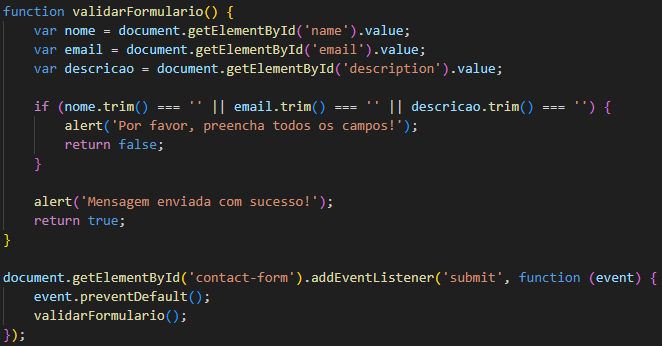 function validarFormulario() {
    var nome = document.getElementById('name').value;
    var email = document.getElementById('email').value;
    var descricao = document.getElementById('description').value;

    if (nome.trim() === '' || email.trim() === '' || descricao.trim() === '') {
        alert('Por favor, preencha todos os campos!');
        return false;
    }

    alert('Mensagem enviada com sucesso!');
    return true;
}

document.getElementById('contact-form').addEventListener('submit', function (event) {
    event.preventDefault();
    validarFormulario();
});